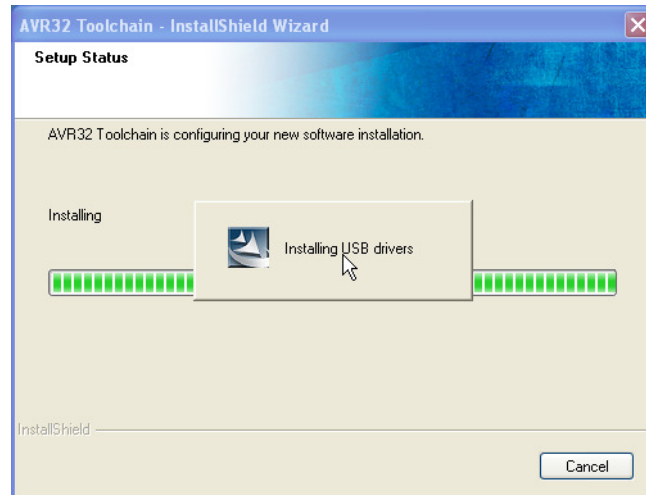 AVR32 Toolchain - InstallShield Wizard
Setup Status
AVR32 Toolchain is configuring your new software installation.
Installing
Installing USB drivers
InstallShield
Cancel